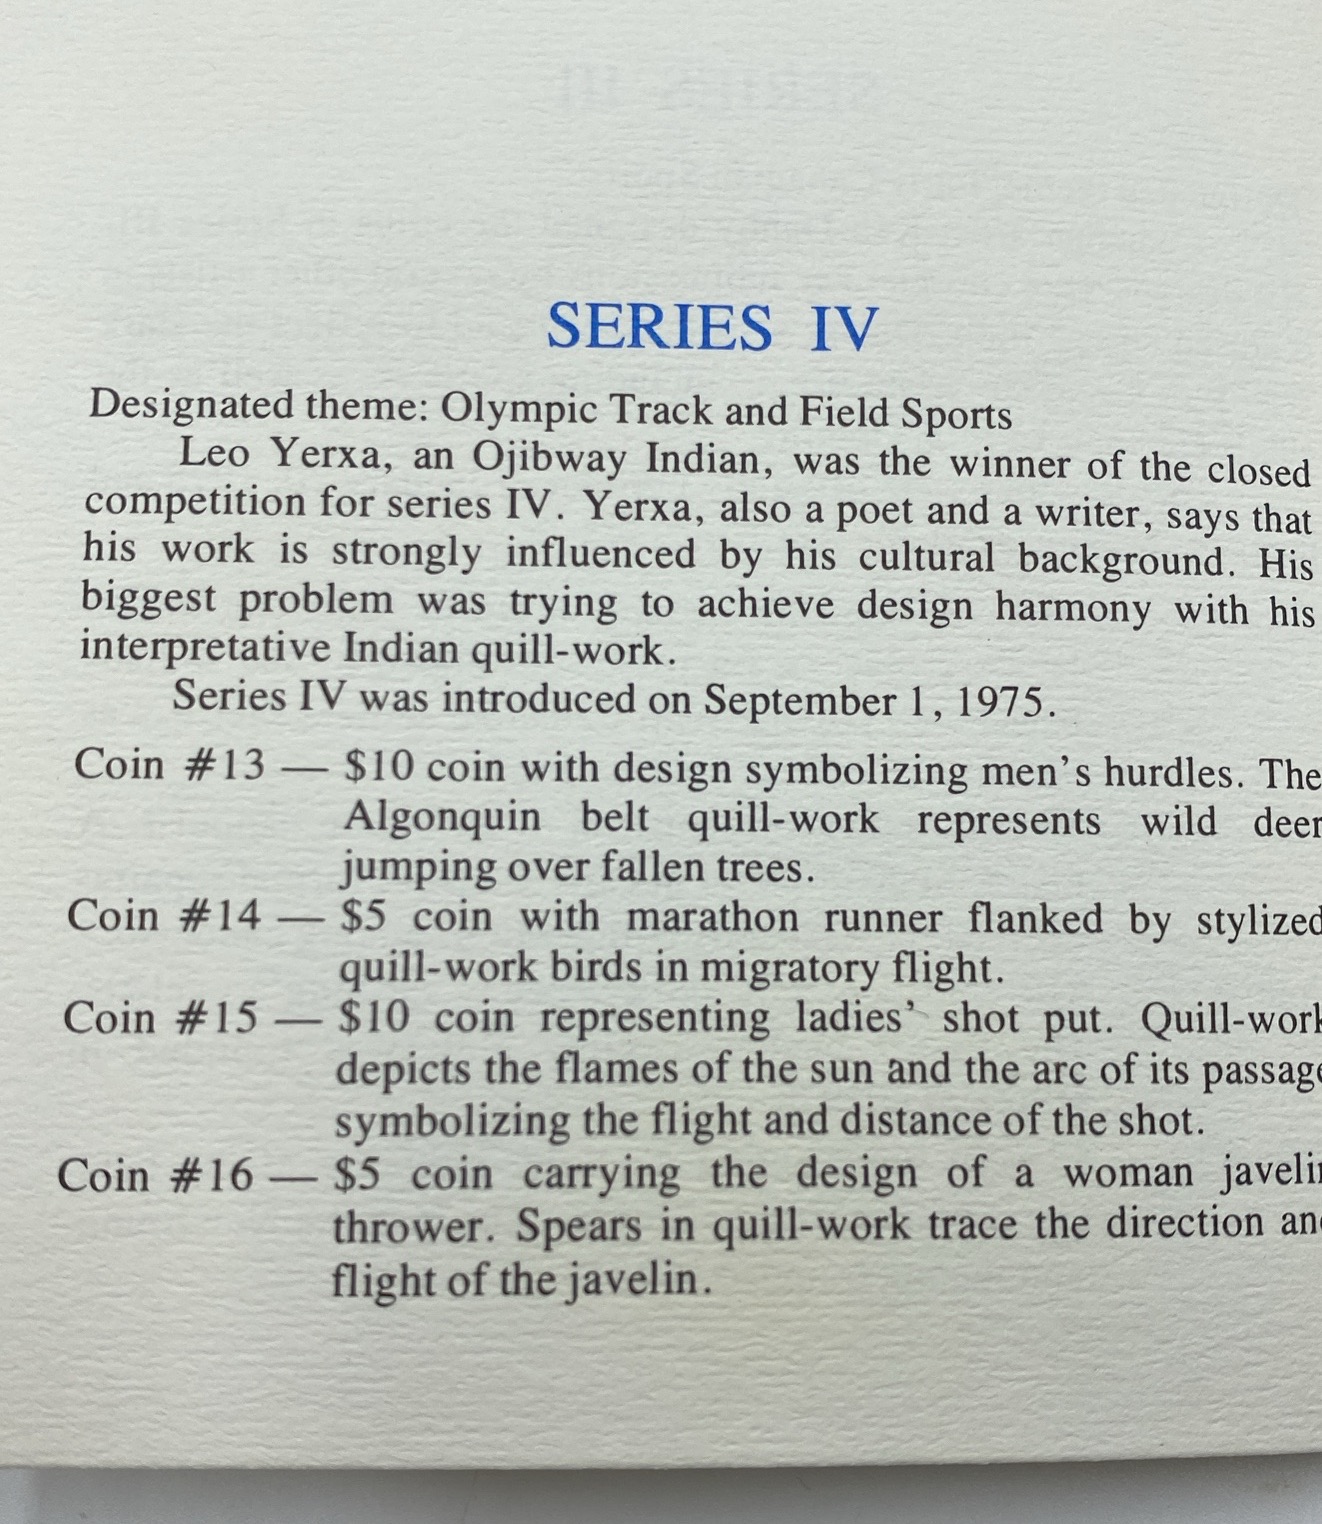 SERIES IV
Designated theme: Olympic Track and Field Sports
Leo Yerxa, an Ojibway Indian, was the winner of the closed
competition for series IV. Yerxa, also a poet and a writer, says that
his work is strongly influenced by his cultural background. His
biggest problem was trying to achieve design harmony with his
interpretative Indian quill-work.
Series IV was introduced on September 1, 1975.
Coin #13 — $10 coin with design symbolizing men's hurdles. The
Algonquin belt quill-work represents wild deer
jumping over fallen trees.
Coin #14 — $5 coin with marathon runner flanked by stylized
quill-work birds in migratory flight.
Coin #15 — $10 coin representing ladies' shot put. Quill-work
depicts the flames of the sun and the arc of its passage
symbolizing the flight and distance of the shot.
Coin #16 — $5 coin carrying the design of a woman javelin
thrower. Spears in quill-work trace the direction and
flight of the javelin.